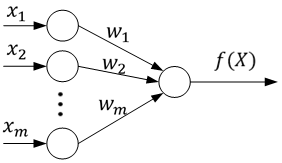 x₁
w₁
x₂
w₂
f(X)
⋮
wₘ
xₘ